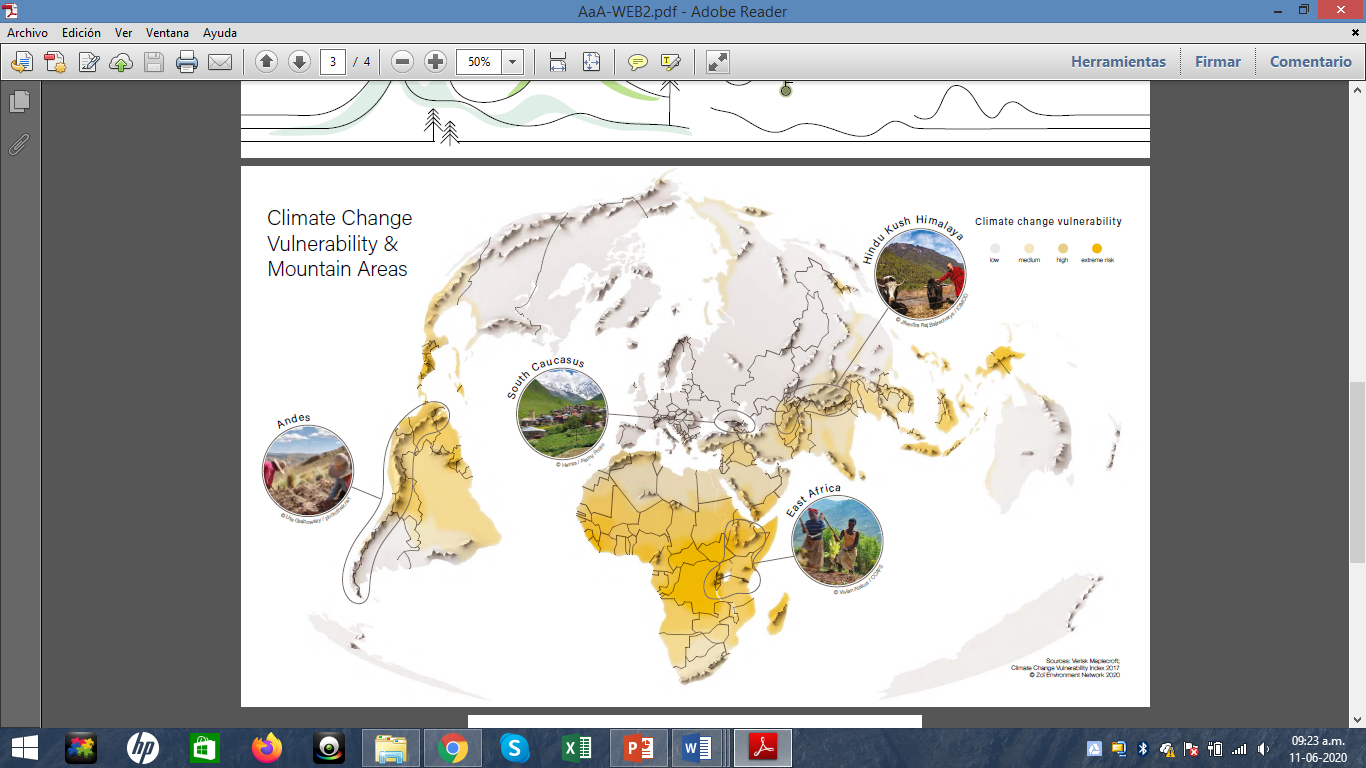 AaA-WEB2.pdf - Adobe Reader
Archivo Edición Ver Ventana Ayuda
3 / 4
50%
Herramientas
Firmar
Comentario
Climate Change
Vulnerability &
Mountain Areas
Climate change vulnerability
low medium high extreme risk
Hindu Kush Himalaya
South Caucasus
Andes
East Africa
Sources: Verisk Maplecroft;
Climate Change Vulnerability Index 2017
© Zoï Environment Network 2020
09:23 a.m.
11-06-2020